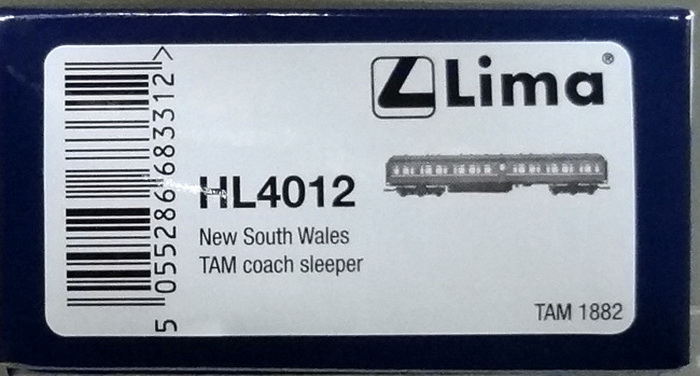 Lima®
HL4012
New South Wales
TAM coach sleeper
TAM 1882
5 055286 683312 >